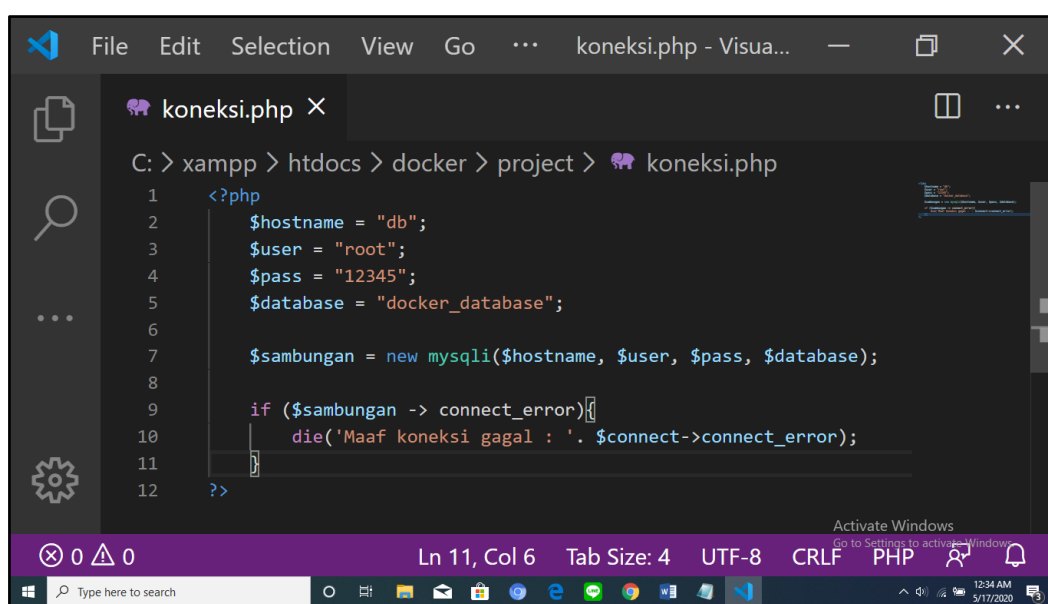 File Edit Selection View Go ··· koneksi.php - Visua...
koneksi.php
C: > xampp > htdocs > docker > project > koneksi.php
1 <?php
2 $hostname = "db";
3 $user = "root";
4 $pass = "12345";
5 $database = "docker_database";
6
7 $sambungan = new mysqli($hostname, $user, $pass, $database);
8
9 if ($sambungan -> connect_error){
10 die('Maaf koneksi gagal : '. $connect->connect_error);
11 }
12 ?>
Activate Windows
Go to Settings to activate Windows.
0 0 Ln 11, Col 6 Tab Size: 4 UTF-8 CRLF PHP
Type here to search
12:34 AM
5/17/2020